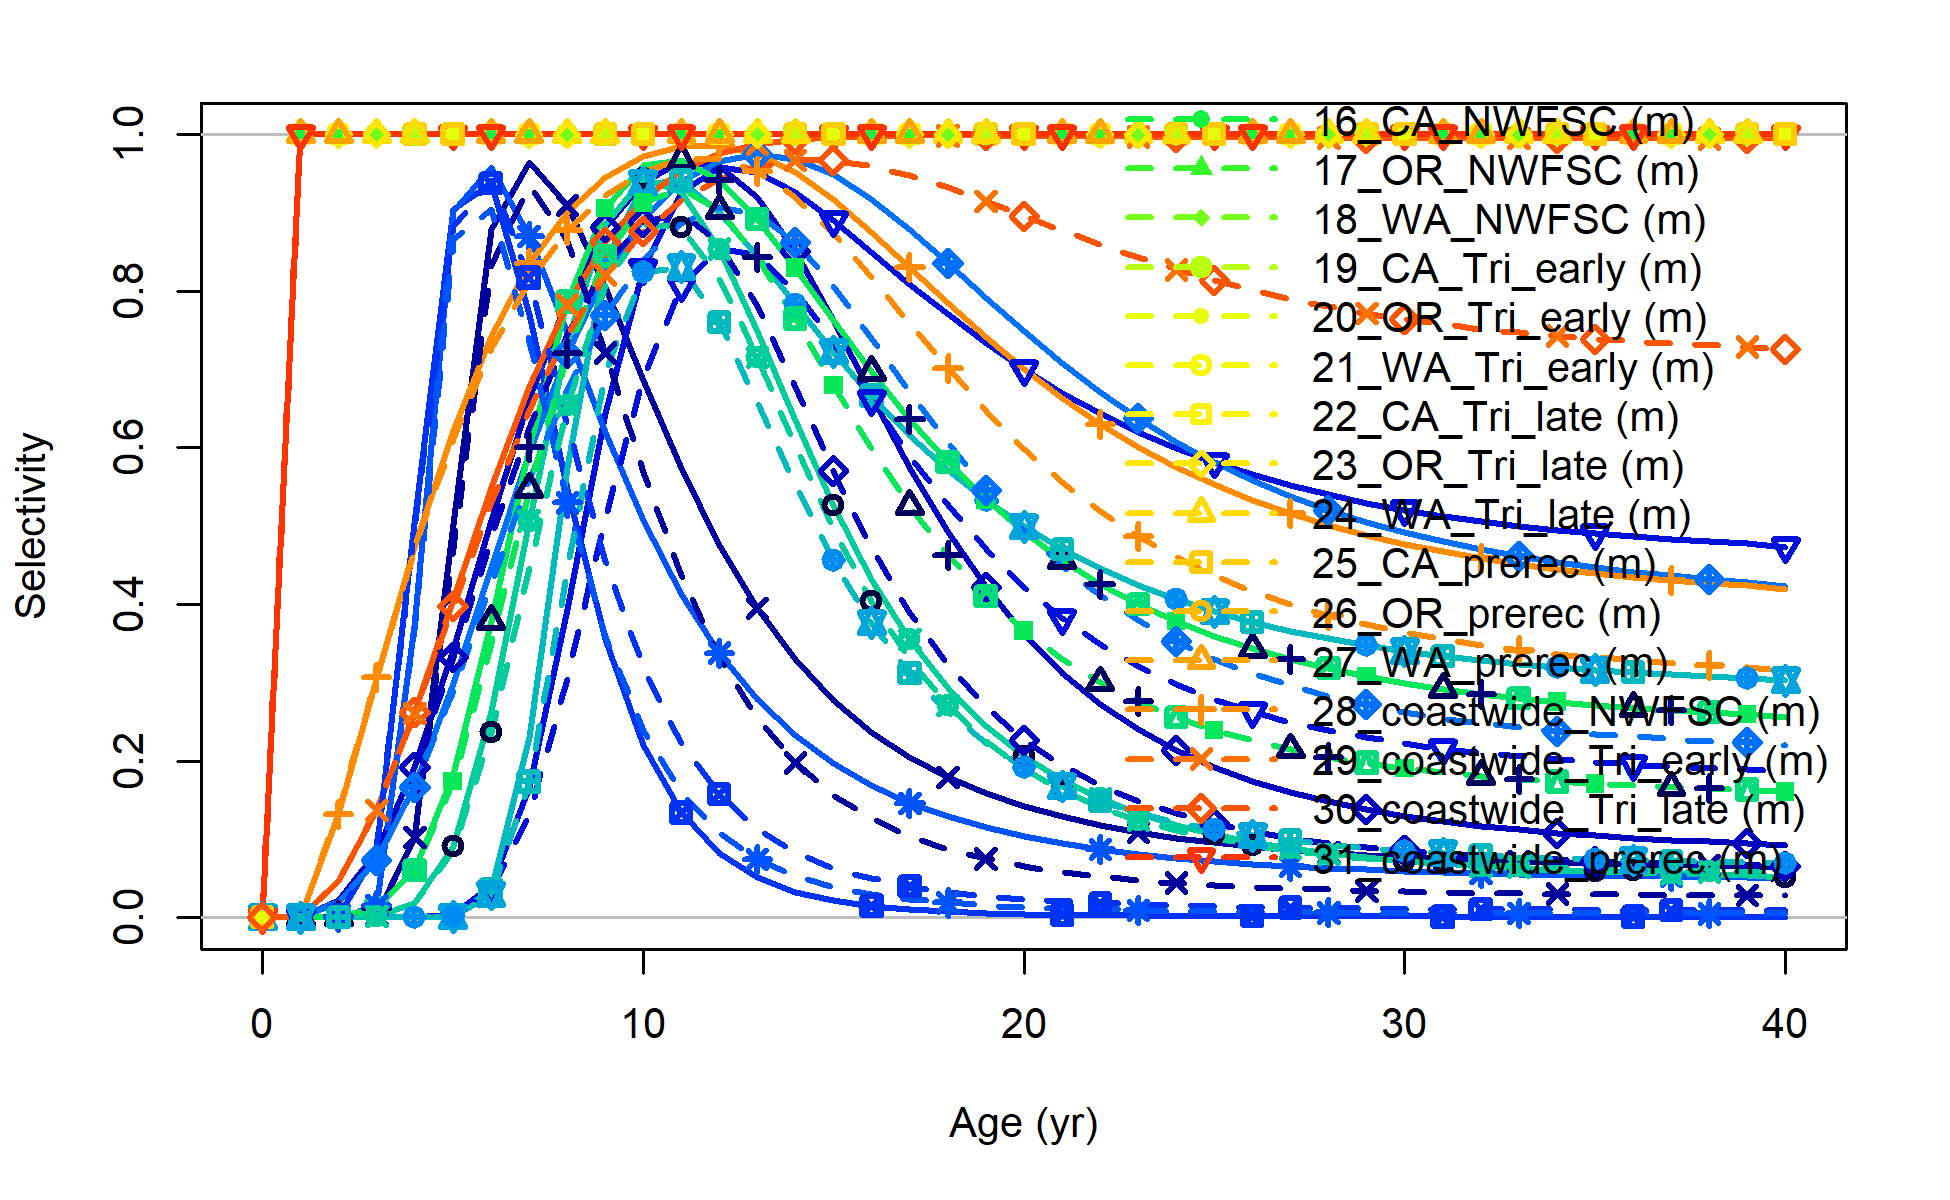 1.0
0.8
0.6
0.4
0.2
0.0
Selectivity
0
10
20
30
40
Age (yr)
16_CA_NWFSC (m)
17_OR_NWFSC (m)
18_WA_NWFSC (m)
19_CA_Tri_early (m)
20_OR_Tri_early (m)
21_WA_Tri_early (m)
22_CA_Tri_late (m)
23_OR_Tri_late (m)
24_WA_Tri_late (m)
25_CA_prerec (m)
26_OR_prerec (m)
27_WA_prerec (m)
28_coastwide_NWFSC (m)
29_coastwide_Tri_early (m)
30_coastwide_Tri_late (m)
31_coastwide_prerec (m)